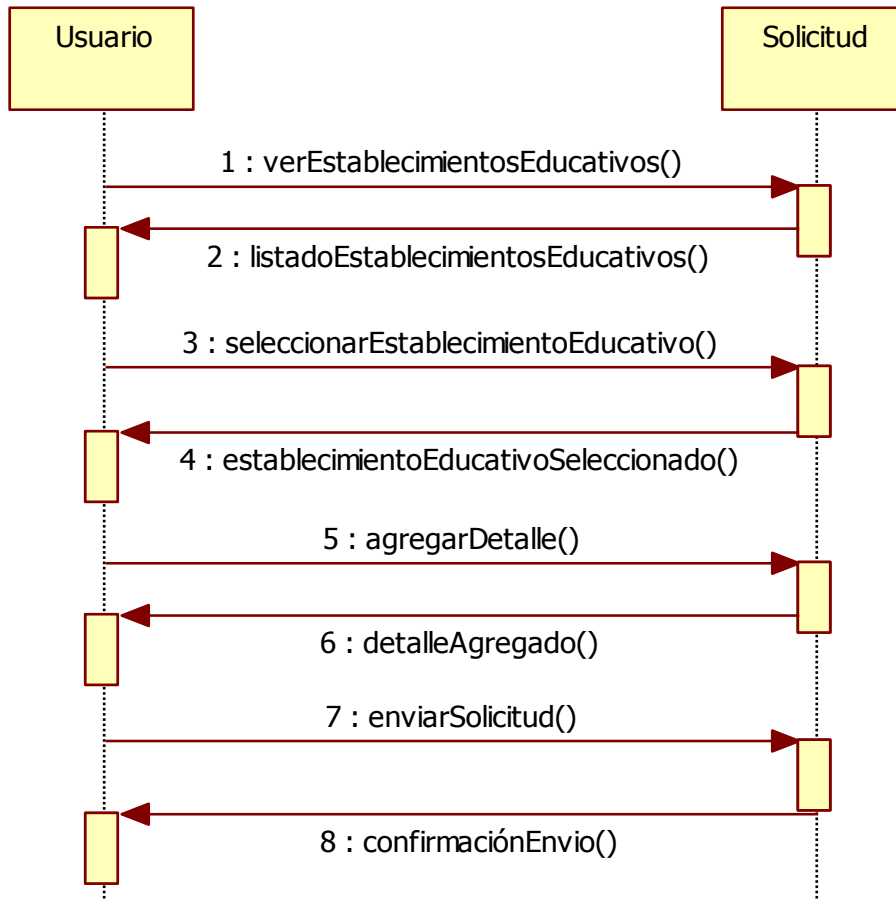 Usuario
Solicitud
1 : verEstablecimientosEducativos()
2 : listadoEstablecimientosEducativos()
3 : seleccionarEstablecimientoEducativo()
4 : establecimientoEducativoSeleccionado()
5 : agregarDetalle()
6 : detalleAgregado()
7 : enviarSolicitud()
8 : confirmaciónEnvio()